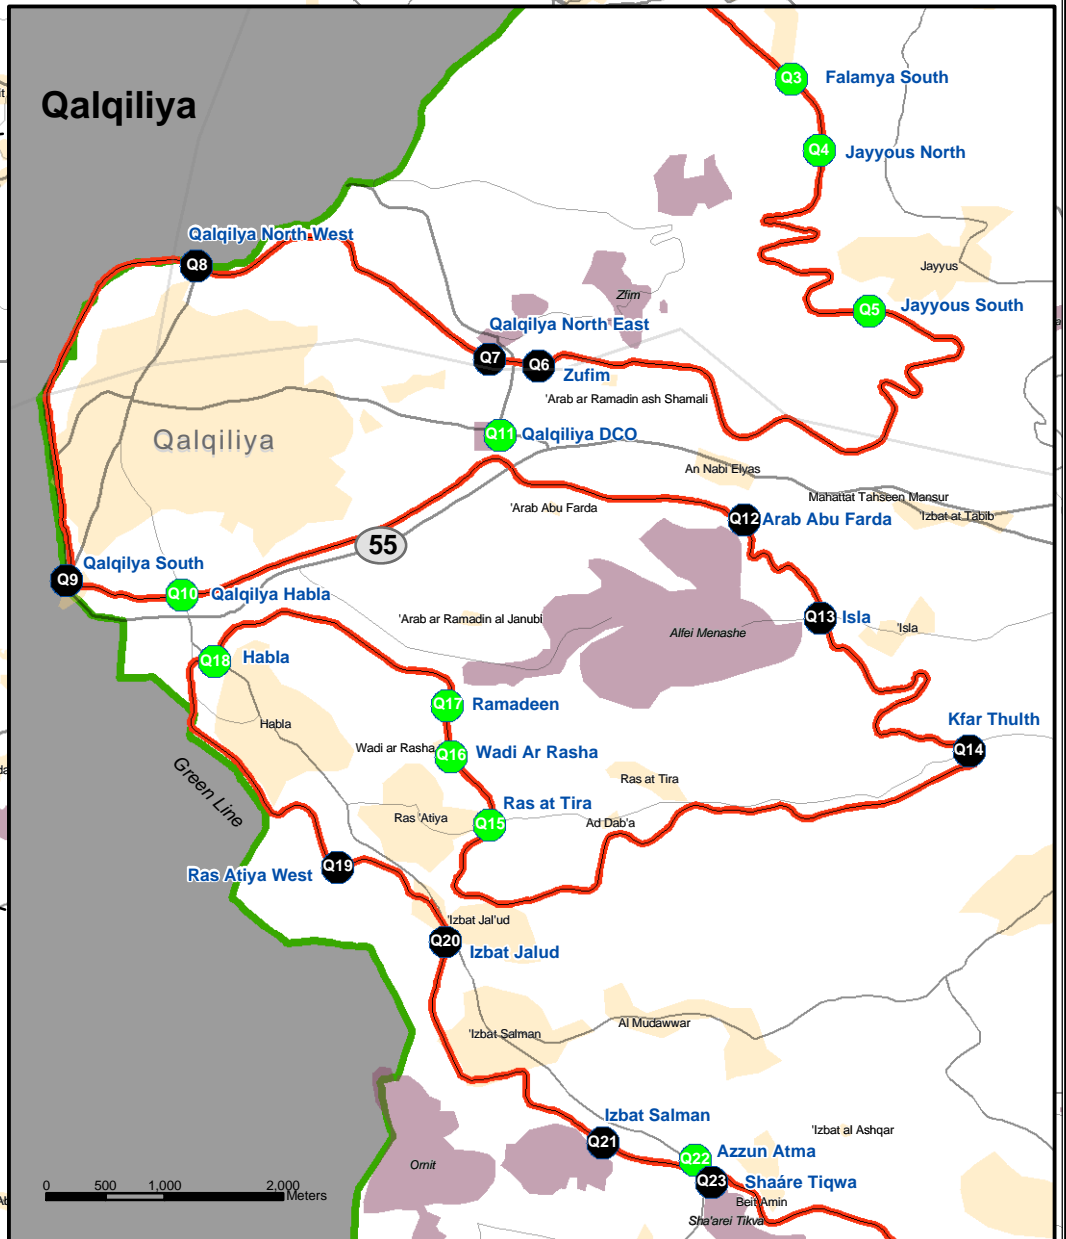 Qalqiliya
Q3 Falamya South
Q4 Jayyous North
Qalqilya North West
Q8
Jayyus
Zfim
Q5 Jayyous South
Qalqilya North East
Q7
Q6
Zufim
'Arab ar Ramadin ash Shamali
Q11 Qalqiliya DCO
Qalqiliya
An Nabi Elyas
Mahattat Tahseen Mansur
'Arab Abu Farda
Q12 Arab Abu Farda
'Izbat at Tabib
55
Qalqilya South
Q9
Q10 Qalqilya Habla
'Arab ar Ramadin al Janubi
Q13 Isla
'Isla
Alfei Menashe
Q18 Habla
Q17 Ramadeen
Habla
Kfar Thulth
Q14
Wadi ar Rasha
Q16 Wadi Ar Rasha
Green Line
Ras at Tira
Ras at Tira
Ras 'Atiya
Q15
Ad Dab'a
Ras Atiya West
Q19
'Izbat Jal'ud
Q20 Izbat Jalud
'Izbat Salman
Al Mudawwar
Izbat Salman
Q21
'Izbat al Ashqar
Q22 Azzun Atma
Ornit
Q23 Shaáre Tiqwa
Beit Amin
Sha'arei Tikva
0 500 1,000 2,000
Meters